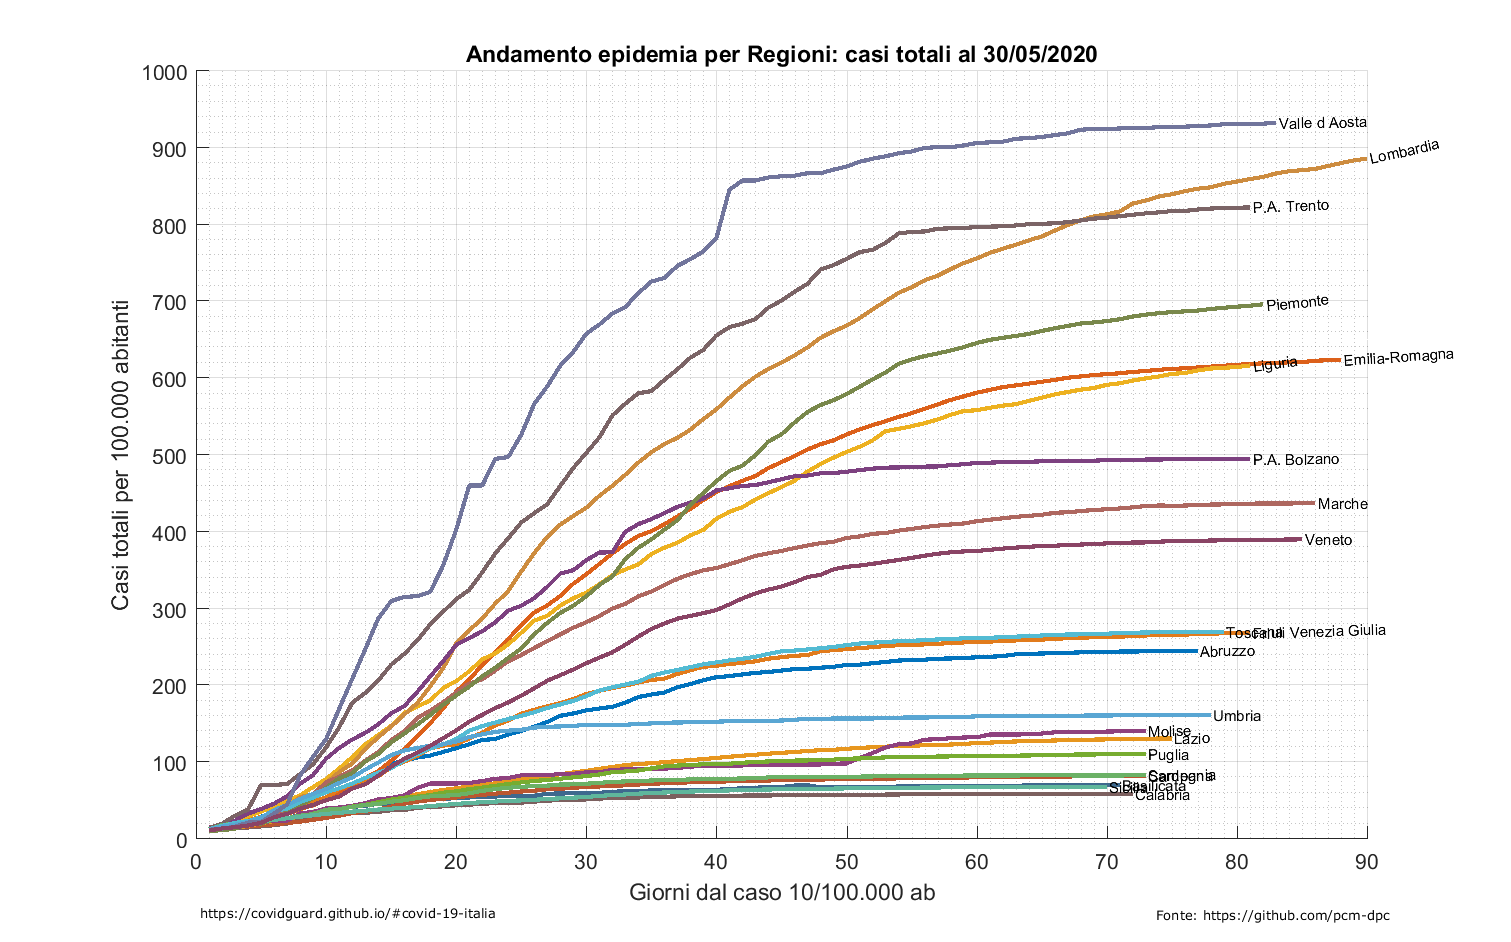 Andamento epidemia per Regioni: casi totali al 30/05/2020
Casi totali per 100.000 abitanti
1000
900
800
700
600
500
400
300
200
100
0
Valle d Aosta
Lombardia
P.A. Trento
Piemonte
Emilia-Romagna
Liguria
P.A. Bolzano
Marche
Veneto
Toscana
Friuli Venezia Giulia
Abruzzo
Umbria
Molise
Lazio
Puglia
Sardegna
Campania
Sicilia
Basilicata
Calabria
0 10 20 30 40 50 60 70 80 90
Giorni dal caso 10/100.000 ab
https://covidguard.github.io/#covid-19-italia
Fonte: https://github.com/pcm-dpc